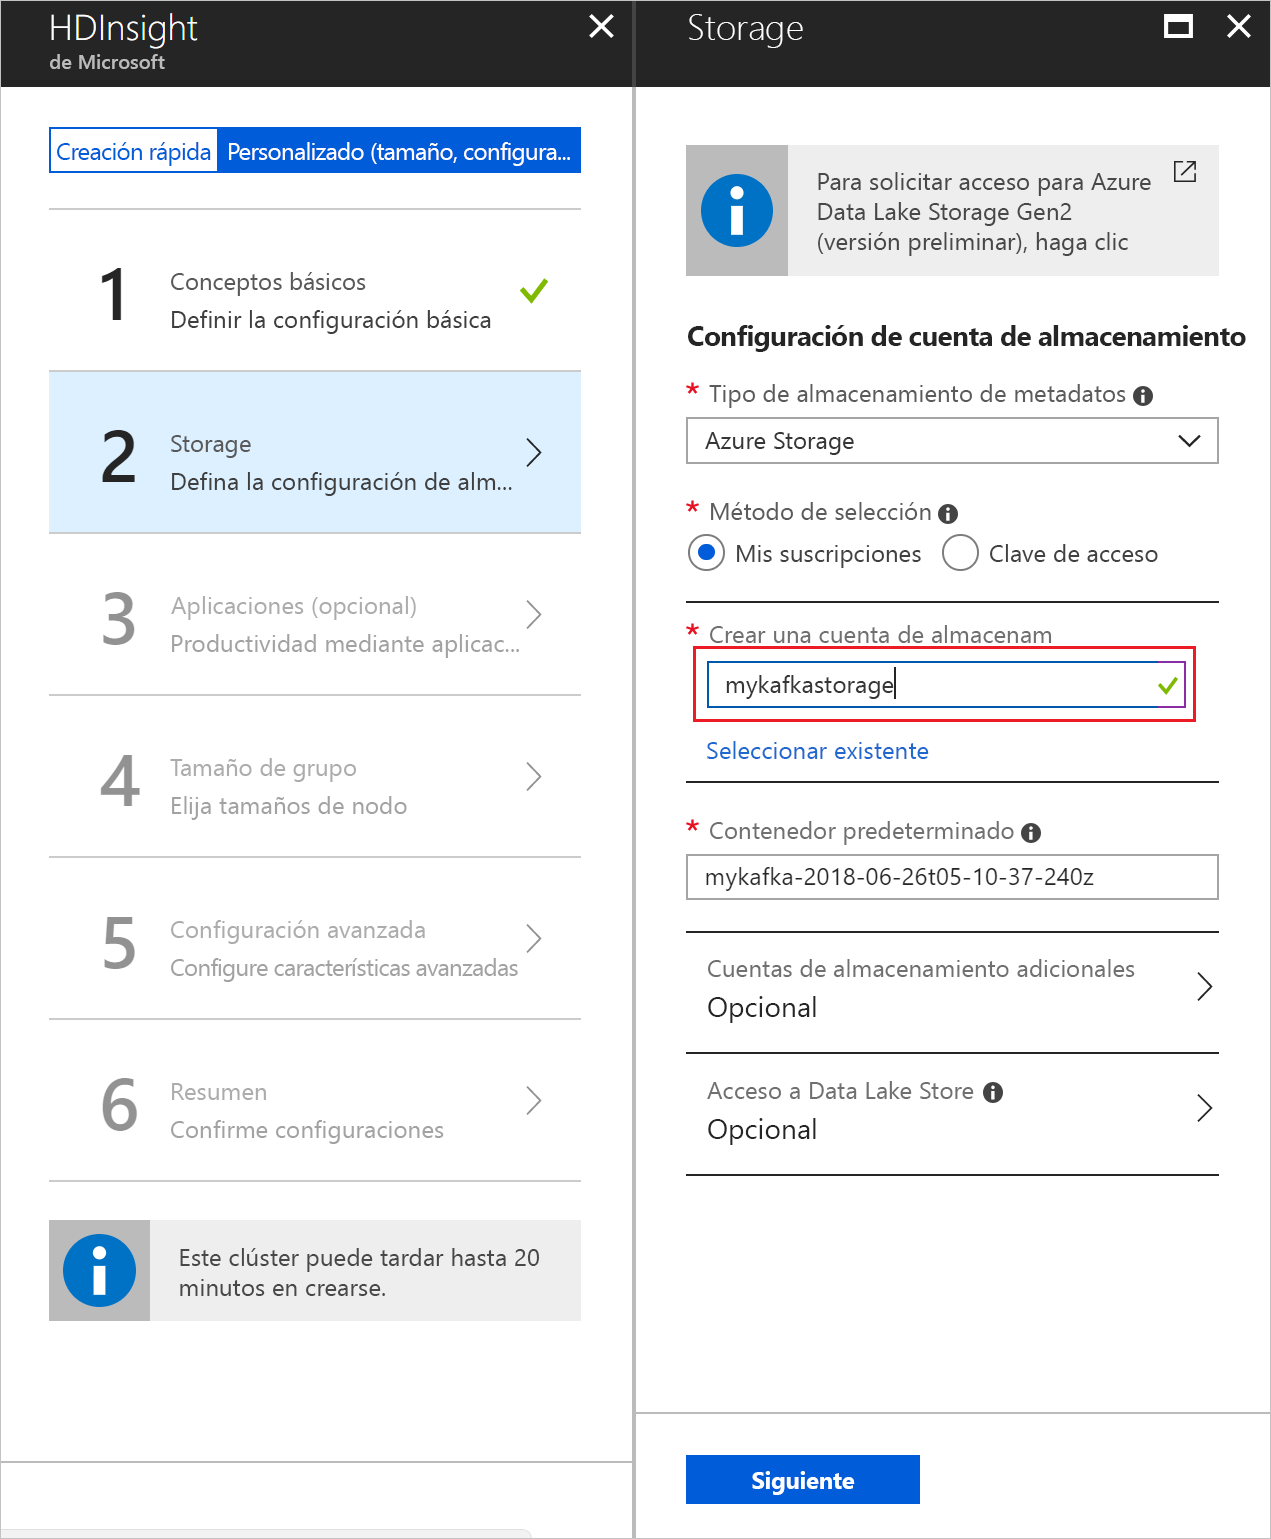 HDInsight
de Microsoft
Creación rápida
Personalizado (tamaño, configura...
1
Conceptos básicos
Definir la configuración básica
2
Storage
Defina la configuración de alm...
3
Aplicaciones (opcional)
Productividad mediante aplicac...
4
Tamaño de grupo
Elija tamaños de nodo
5
Configuración avanzada
Configure características avanzadas
6
Resumen
Confirme configuraciones
Este clúster puede tardar hasta 20
minutos en crearse.
Storage
Para solicitar acceso para Azure
Data Lake Storage Gen2
(versión preliminar), haga clic
Configuración de cuenta de almacenamiento
* Tipo de almacenamiento de metadatos
Azure Storage
* Método de selección
Mis suscripciones
Clave de acceso
* Crear una cuenta de almacenam
mykafkastorage
Seleccionar existente
* Contenedor predeterminado
mykafka-2018-06-26t05-10-37-240z
Cuentas de almacenamiento adicionales
Opcional
Acceso a Data Lake Store
Opcional
Siguiente